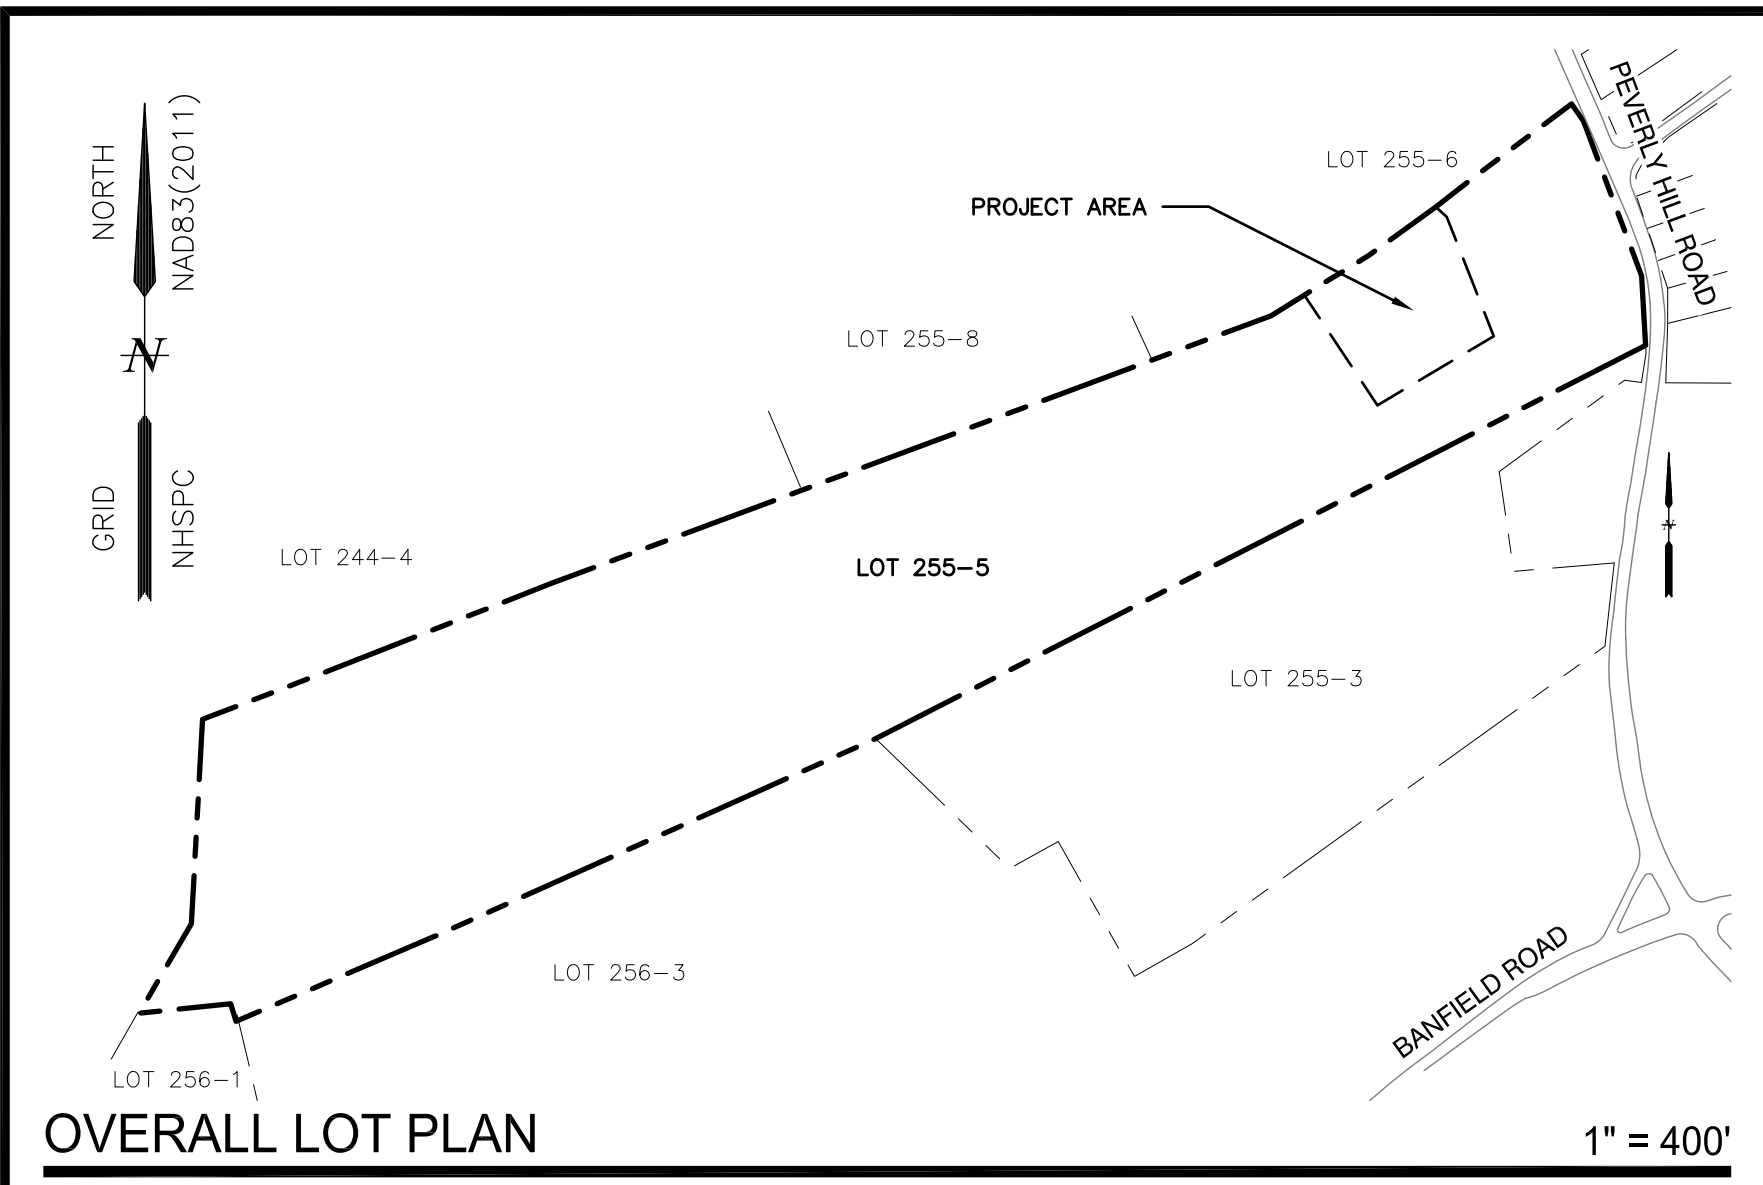 NORTH
NAD83(2011)
N
GRID
NHSPC
PEVERLY HILL ROAD
LOT 255-6
PROJECT AREA
LOT 255-8
LOT 244-4
LOT 255-5
N
LOT 255-3
LOT 256-3
BANFIELD ROAD
LOT 256-1
OVERALL LOT PLAN
1" = 400'